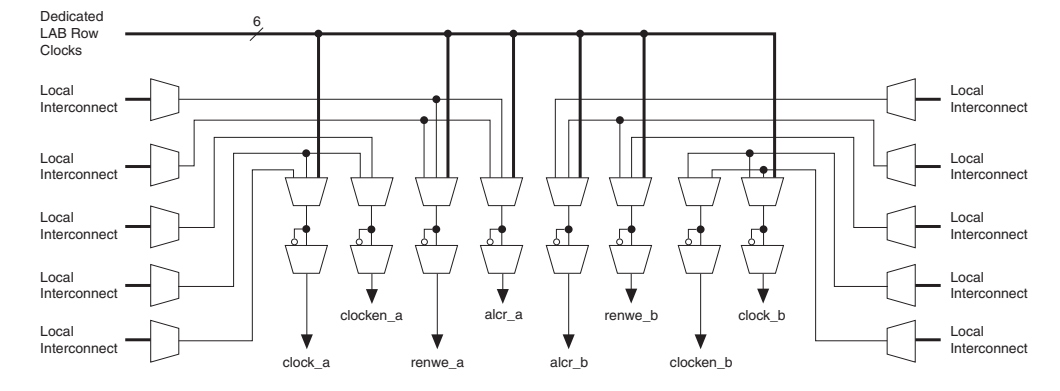 Dedicated
LAB Row
Clocks
6
Local
Interconnect
Local
Interconnect
Local
Interconnect
Local
Interconnect
Local
Interconnect
Local
Interconnect
Local
Interconnect
Local
Interconnect
Local
Interconnect
Local
Interconnect
clocken_a
alcr_a
renwe_b
clock_b
clock_a
renwe_a
alcr_b
clocken_b